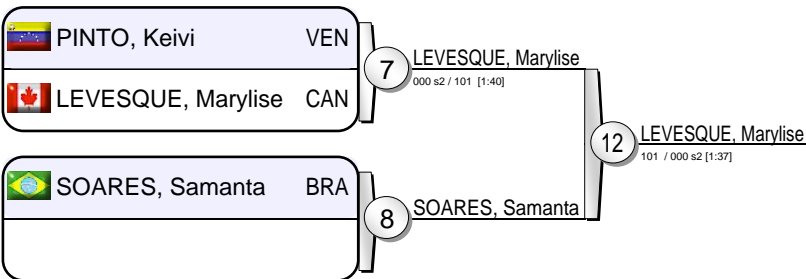 PINTO, Keivi VEN
LEVESQUE, Marylise CAN
7
LEVESQUE, Marylise
000 s2 / 101 [1:40]
12
LEVESQUE, Marylise
101 / 000 s2 [1:37]
SOARES, Samanta BRA
8
SOARES, Samanta